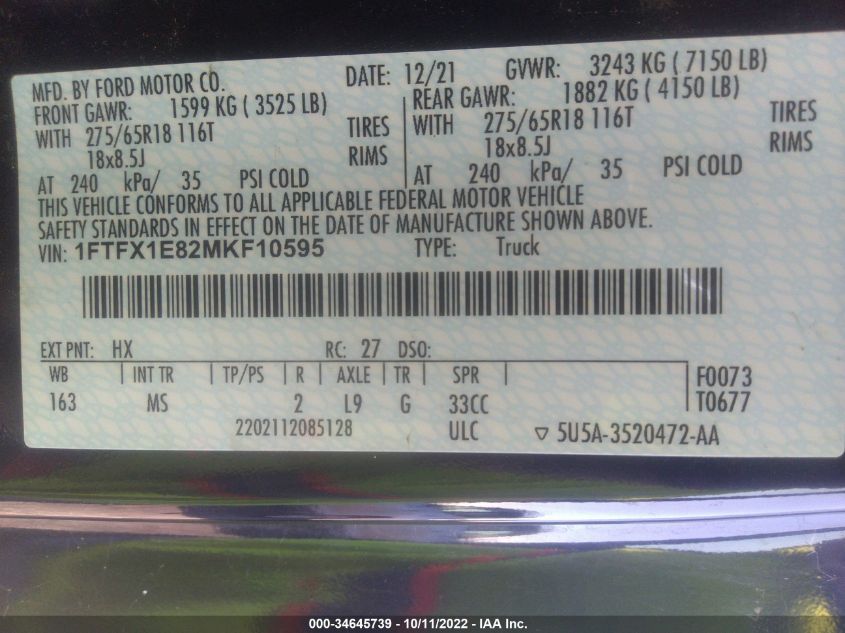 MFD. BY FORD MOTOR CO. DATE: 12/21 GVWR: 3243 KG ( 7150 LB)
FRONT GAWR: 1599 KG ( 3525 LB) REAR GAWR: 1882 KG ( 4150 LB)
WITH 275/65R18 116T TIRES WITH 275/65R18 116T TIRES
18x8.5J RIMS 18x8.5J RIMS
AT 240 kPa/ 35 PSI COLD AT 240 kPa/ 35 PSI COLD
THIS VEHICLE CONFORMS TO ALL APPLICABLE FEDERAL MOTOR VEHICLE
SAFETY STANDARDS IN EFFECT ON THE DATE OF MANUFACTURE SHOWN ABOVE.
VIN: 1FTFX1E82MKF10595 TYPE: Truck
EXT PNT: HX RC: 27 DSO:
WB INT TR TP/PS R AXLE TR SPR F0073
163 MS 2 L9 G 33CC T0677
2202112085128 ULC ▽ 5U5A-3520472-AA
000-34645739 - 10/11/2022 - IAA Inc.